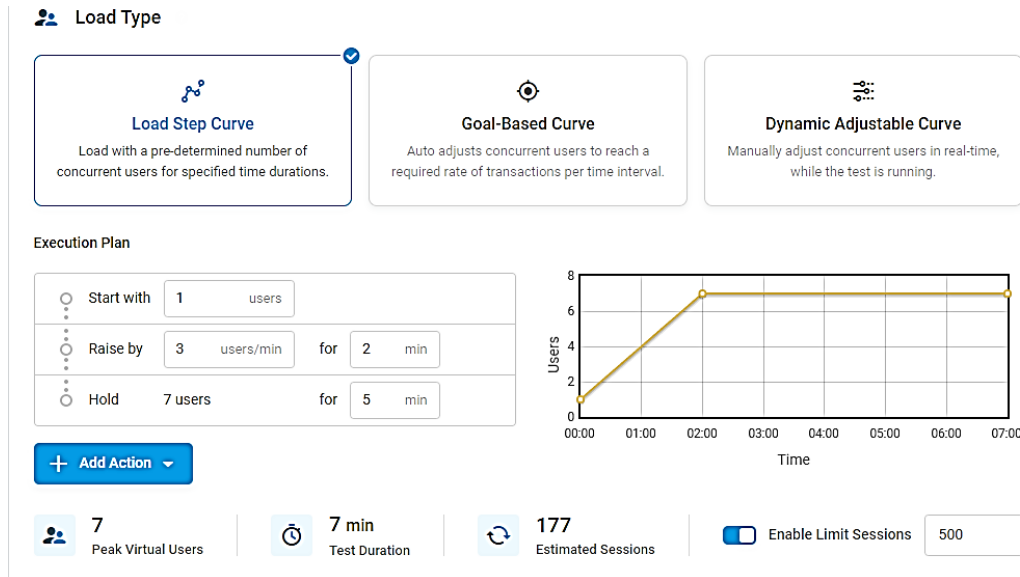 Load Type
Load Step Curve
Load with a pre-determined number of
concurrent users for specified time durations.
Goal-Based Curve
Auto adjusts concurrent users to reach a
required rate of transactions per time interval.
Dynamic Adjustable Curve
Manually adjust concurrent users in real-time,
while the test is running.
Execution Plan
Start with 1 users
Raise by 3 users/min for 2 min
Hold 7 users for 5 min
Add Action
Users
8
6
4
2
0
00:00 01:00 02:00 03:00 04:00 05:00 06:00 07:00
Time
7
Peak Virtual Users
7 min
Test Duration
177
Estimated Sessions
Enable Limit Sessions 500